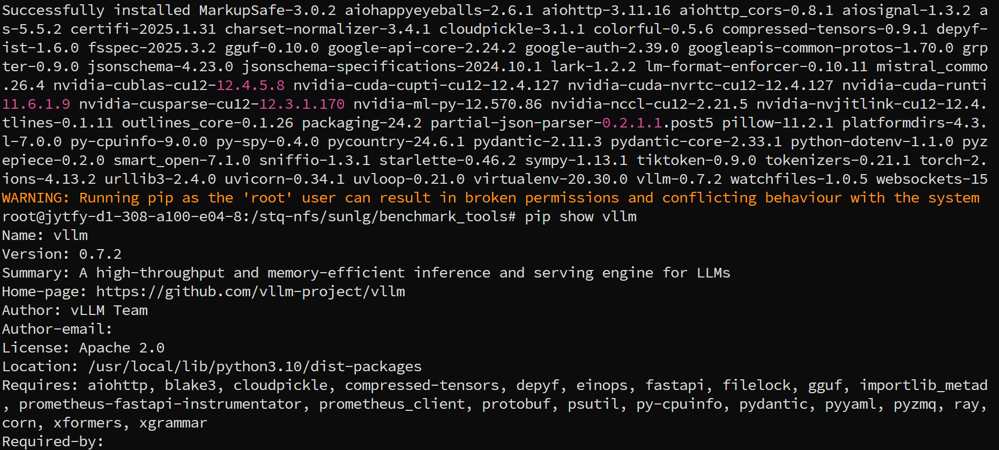 Successfully installed MarkupSafe-3.0.2 aiohappyeyeballs-2.6.1 aiohttp-3.11.16 aiohttp_cors-0.8.1 aiosignal-1.3.2 a
s-5.5.2 certifi-2025.1.31 charset-normalizer-3.4.1 cloudpickle-3.1.1 colorful-0.5.6 compressed-tensors-0.9.1 depyf-
ist-1.6.0 fsspec-2025.3.2 gguf-0.10.0 google-api-core-2.24.2 google-auth-2.39.0 googleapis-common-protos-1.70.0 grp
ter-0.9.0 jsonschema-4.23.0 jsonschema-specifications-2024.10.1 lark-1.2.2 lm-format-enforcer-0.10.11 mistral_commo
.26.4 nvidia-cublas-cu12-12.4.5.8 nvidia-cuda-cupti-cu12-12.4.127 nvidia-cuda-nvrtc-cu12-12.4.127 nvidia-cuda-runti
11.6.1.9 nvidia-cusparse-cu12-12.3.1.170 nvidia-ml-py-12.570.86 nvidia-nccl-cu12-2.21.5 nvidia-nvjitlink-cu12-12.4.
tlines-0.1.11 outlines_core-0.1.26 packaging-24.2 partial-json-parser-0.2.1.1.post5 pillow-11.2.1 platformdirs-4.3.
l-7.0.0 py-cpuinfo-9.0.0 py-spy-0.4.0 pycountry-24.6.1 pydantic-2.11.3 pydantic-core-2.33.1 python-dotenv-1.1.0 pyz
epiece-0.2.0 smart_open-7.1.0 sniffio-1.3.1 starlette-0.46.2 sympy-1.13.1 tiktoken-0.9.0 tokenizers-0.21.1 torch-2.
ions-4.13.2 urllib3-2.4.0 uvicorn-0.34.1 uvloop-0.21.0 virtualenv-20.30.0 vllm-0.7.2 watchfiles-1.0.5 websockets-15
WARNING: Running pip as the 'root' user can result in broken permissions and conflicting behaviour with the system
root@jytfy-d1-308-a100-e04-8:/stq-nfs/sunlg/benchmark_tools# pip show vllm
Name: vllm
Version: 0.7.2
Summary: A high-throughput and memory-efficient inference and serving engine for LLMs
Home-page: https://github.com/vllm-project/vllm
Author: vLLM Team
Author-email:
License: Apache 2.0
Location: /usr/local/lib/python3.10/dist-packages
Requires: aiohttp, blake3, cloudpickle, compressed-tensors, depyf, einops, fastapi, filelock, gguf, importlib_metad
, prometheus-fastapi-instrumentator, prometheus_client, protobuf, psutil, py-cpuinfo, pydantic, pyyaml, pyzmq, ray,
corn, xformers, xgrammar
Required-by: